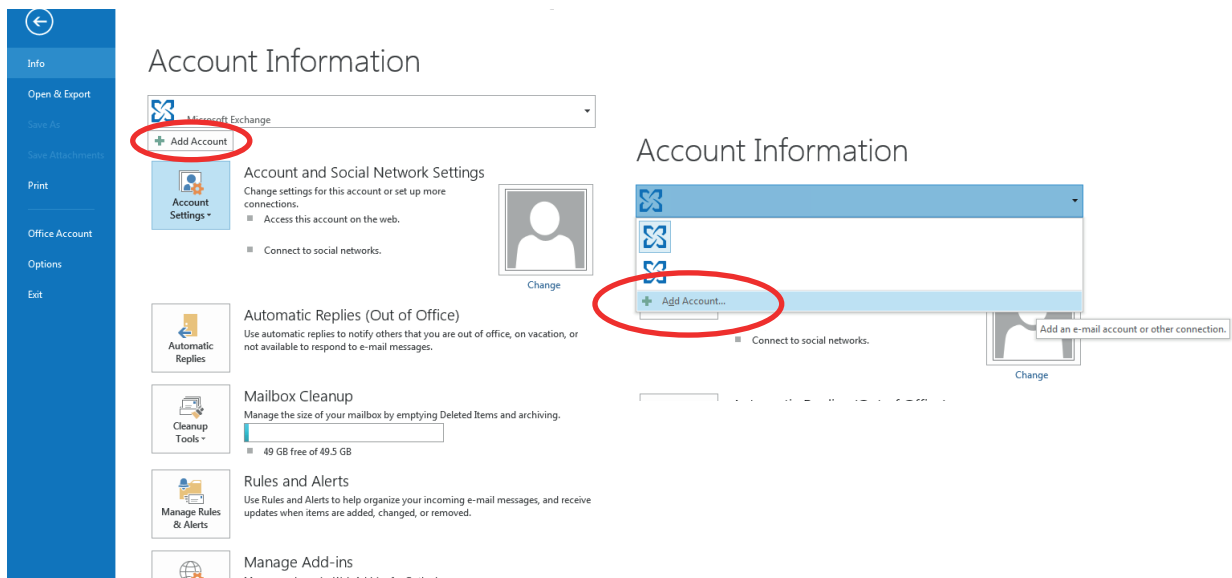 Info
Open & Export
Save As
Save Attachments
Print
Office Account
Options
Exit
Account Information
Microsoft Exchange
Add Account
Account
Settings
Account and Social Network Settings
Change settings for this account or set up more
connections.
Access this account on the web.
Connect to social networks.
Change
Automatic
Replies
Automatic Replies (Out of Office)
Use automatic replies to notify others that you are out of office, on vacation, or
not available to respond to e-mail messages.
Cleanup
Tools
Mailbox Cleanup
Manage the size of your mailbox by emptying Deleted Items and archiving.
49 GB free of 49.5 GB
Manage Rules
& Alerts
Rules and Alerts
Use Rules and Alerts to help organize your incoming e-mail messages, and receive
updates when items are added, changed, or removed.
Manage Add-ins
Account Information
Add Account...
Add an e-mail account or other connection.
Connect to social networks.
Change